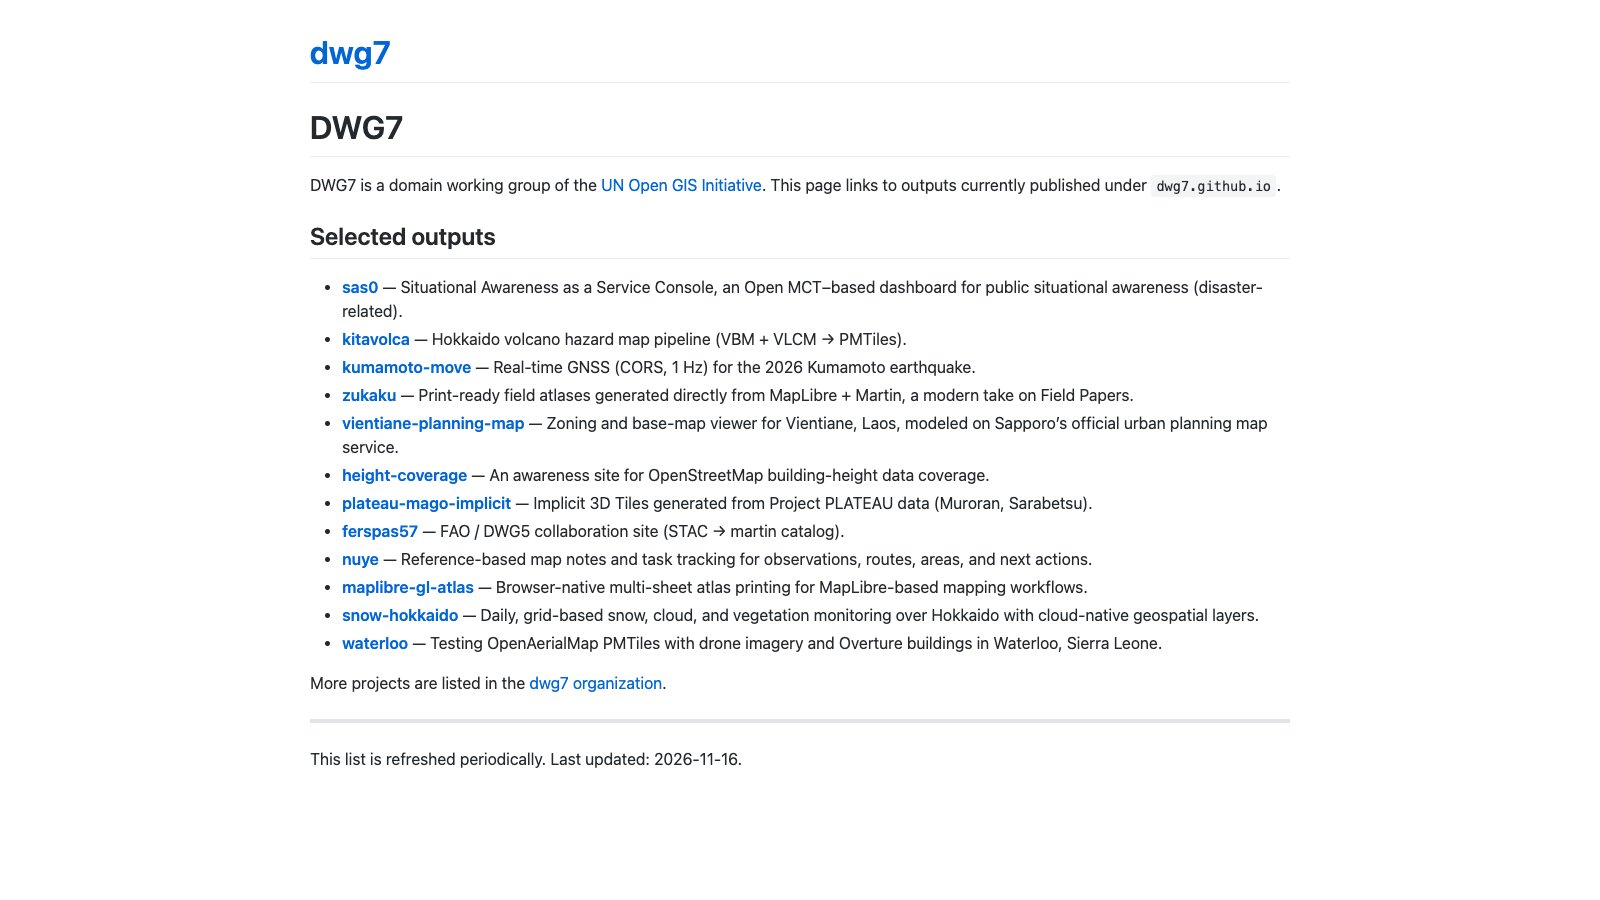 dwg7
DWG7
DWG7 is a domain working group of the UN Open GIS Initiative. This page links to outputs currently published under dwg7.github.io.
Selected outputs
• sas0 — Situational Awareness as a Service Console, an Open MCT–based dashboard for public situational awareness (disaster-
related).
• kitavolca — Hokkaido volcano hazard map pipeline (VBM + VLCM → PMTiles).
• kumamoto-move — Real-time GNSS (CORS, 1 Hz) for the 2026 Kumamoto earthquake.
• zukaku — Print-ready field atlases generated directly from MapLibre + Martin, a modern take on Field Papers.
• vientiane-planning-map — Zoning and base-map viewer for Vientiane, Laos, modeled on Sapporo’s official urban planning map
service.
• height-coverage — An awareness site for OpenStreetMap building-height data coverage.
• plateau-mago-implicit — Implicit 3D Tiles generated from Project PLATEAU data (Muroran, Sarabetsu).
• ferspas57 — FAO / DWG5 collaboration site (STAC → martin catalog).
• nuye — Reference-based map notes and task tracking for observations, routes, areas, and next actions.
• maplibre-gl-atlas — Browser-native multi-sheet atlas printing for MapLibre-based mapping workflows.
• snow-hokkaido — Daily, grid-based snow, cloud, and vegetation monitoring over Hokkaido with cloud-native geospatial layers.
• waterloo — Testing OpenAerialMap PMTiles with drone imagery and Overture buildings in Waterloo, Sierra Leone.
More projects are listed in the dwg7 organization.
This list is refreshed periodically. Last updated: 2026-11-16.